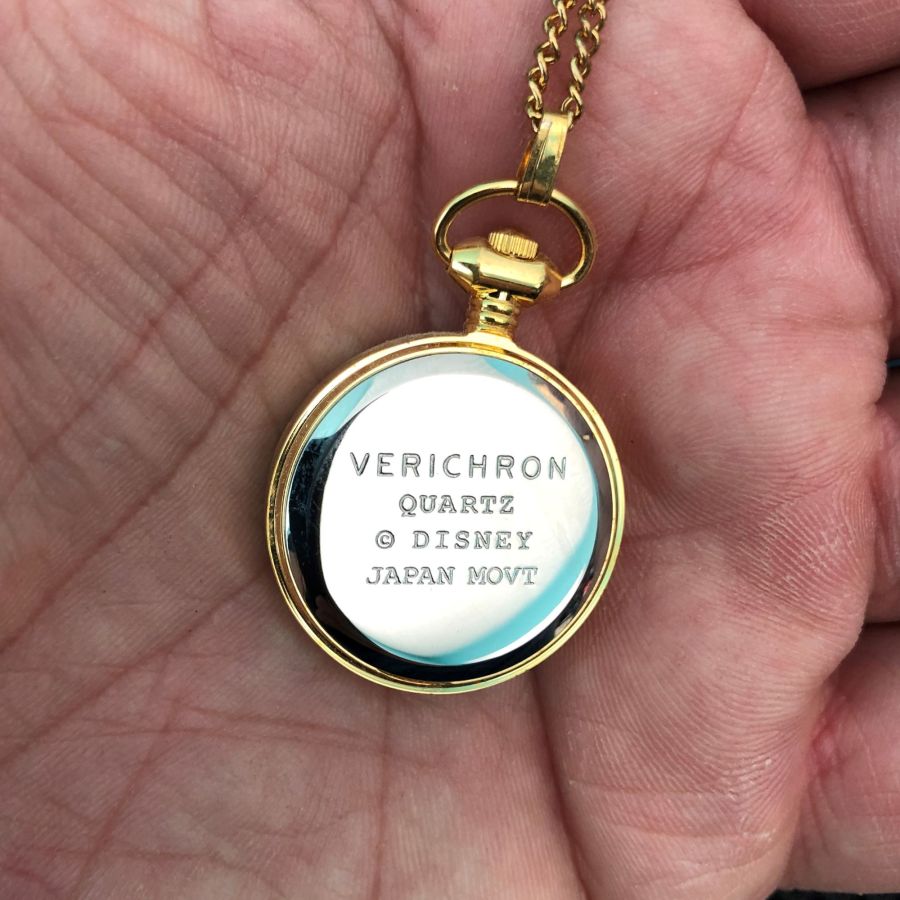 VERICHRON
QUARTZ
© DISNEY
JAPAN MOVT